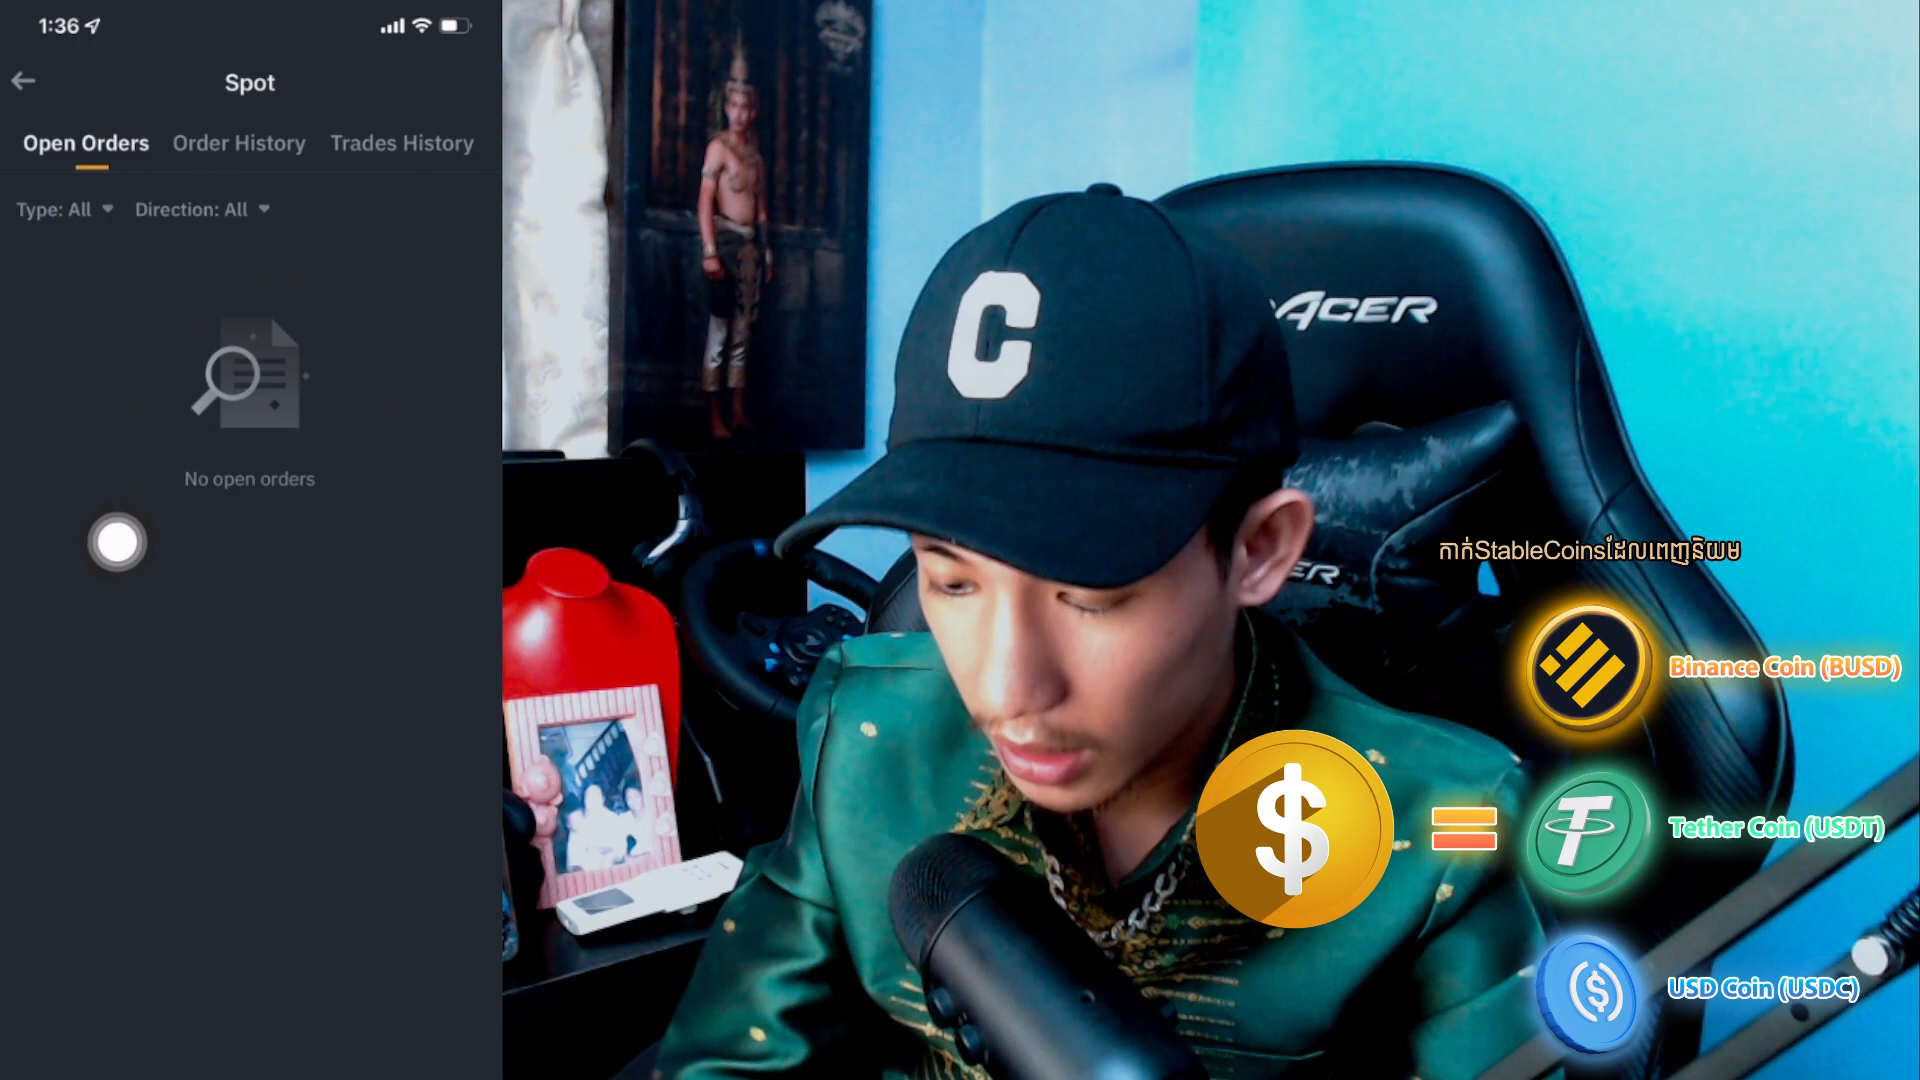 1:36
Spot
Open Orders Order History Trades History
Type: All Direction: All
No open orders
C
ACER
ER
កាក់StableCoinsដែលពេញនិយម
Binance Coin (BUSD)
$
Tether Coin (USDT)
USD Coin (USDC)